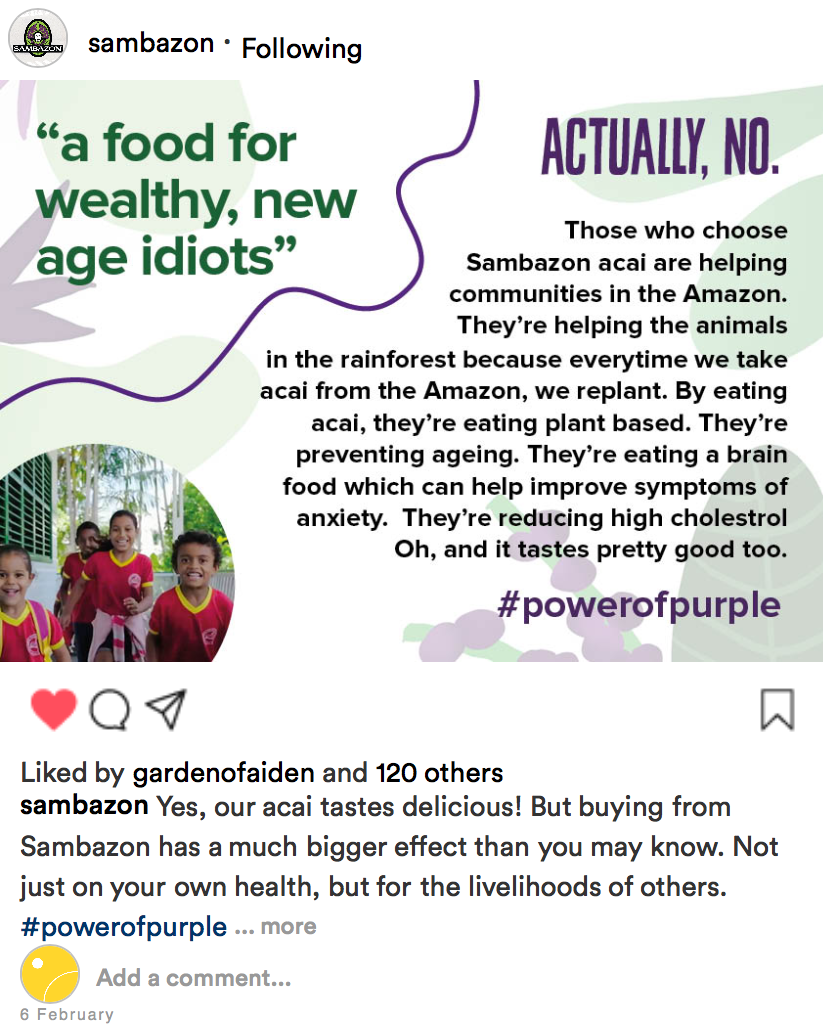 SAMBAZON
sambazon · Following
“a food for
wealthy, new
age idiots”
ACTUALLY, NO.
Those who choose
Sambazon acai are helping
communities in the Amazon.
They’re helping the animals
in the rainforest because everytime we take
acai from the Amazon, we replant. By eating
acai, they’re eating plant based. They’re
preventing ageing. They’re eating a brain
food which can help improve symptoms of
anxiety. They’re reducing high cholestrol
Oh, and it tastes pretty good too.
#powerofpurple
Liked by gardenofaiden and 120 others
sambazon Yes, our acai tastes delicious! But buying from
Sambazon has a much bigger effect than you may know. Not
just on your own health, but for the livelihoods of others.
#powerofpurple ... more
Add a comment...
6 February